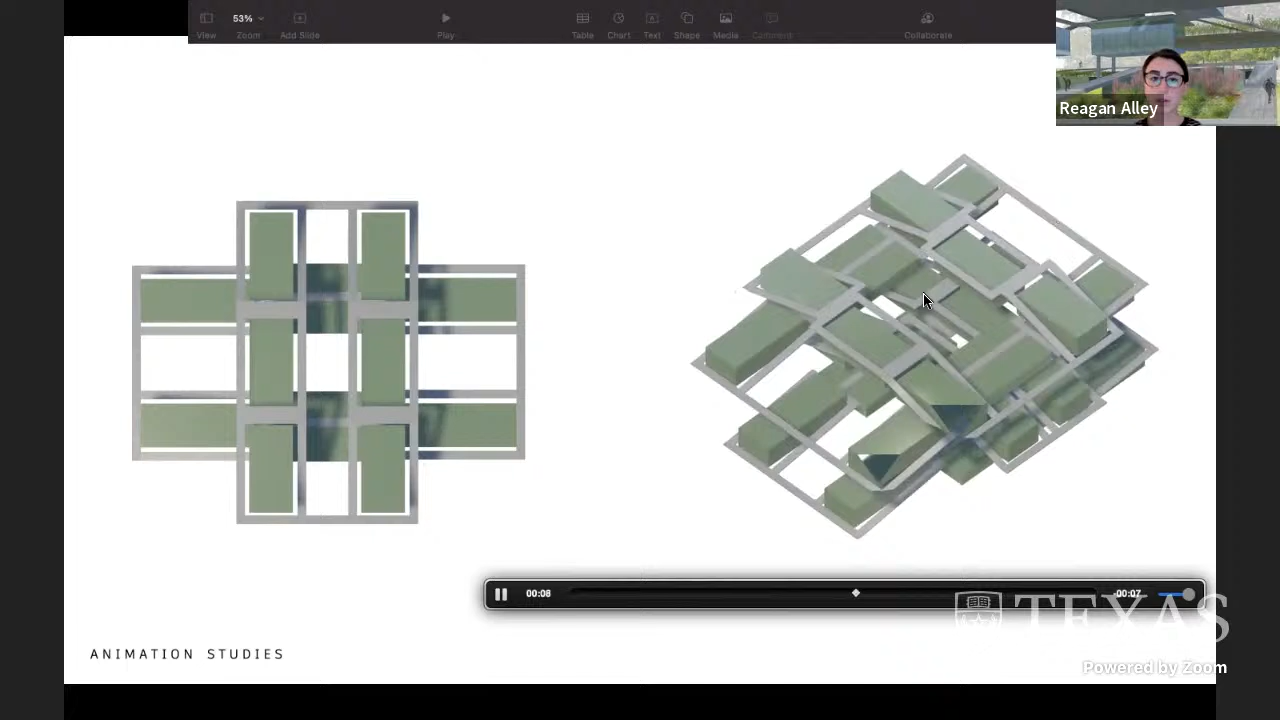 53%
View Zoom Add Slide Play Table Chart Text Shape Media Comment Collaborate
Reagan Alley
00:08 -00:07
TEXAS
ANIMATION STUDIES
Powered by Zoom